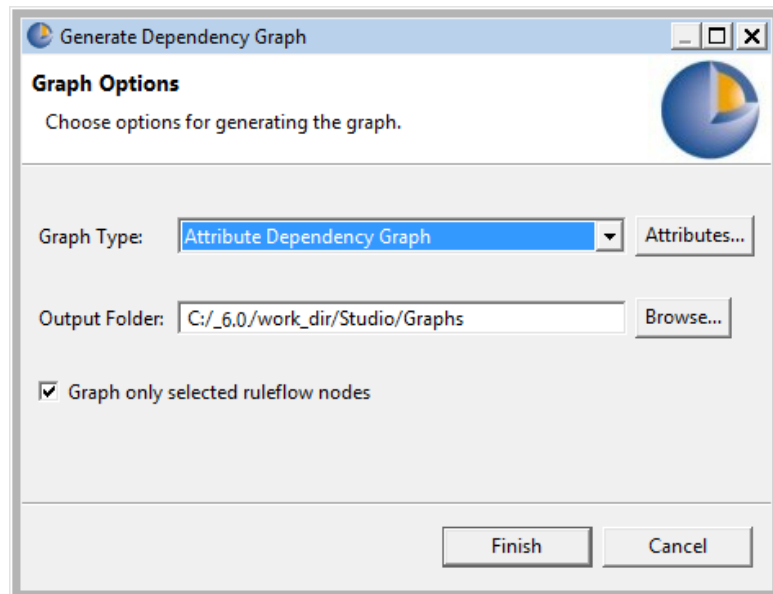 Generate Dependency Graph
Graph Options
Choose options for generating the graph.
Graph Type: Attribute Dependency Graph Attributes...
Output Folder: C:/_6.0/work_dir/Studio/Graphs Browse...
Graph only selected ruleflow nodes
Finish Cancel